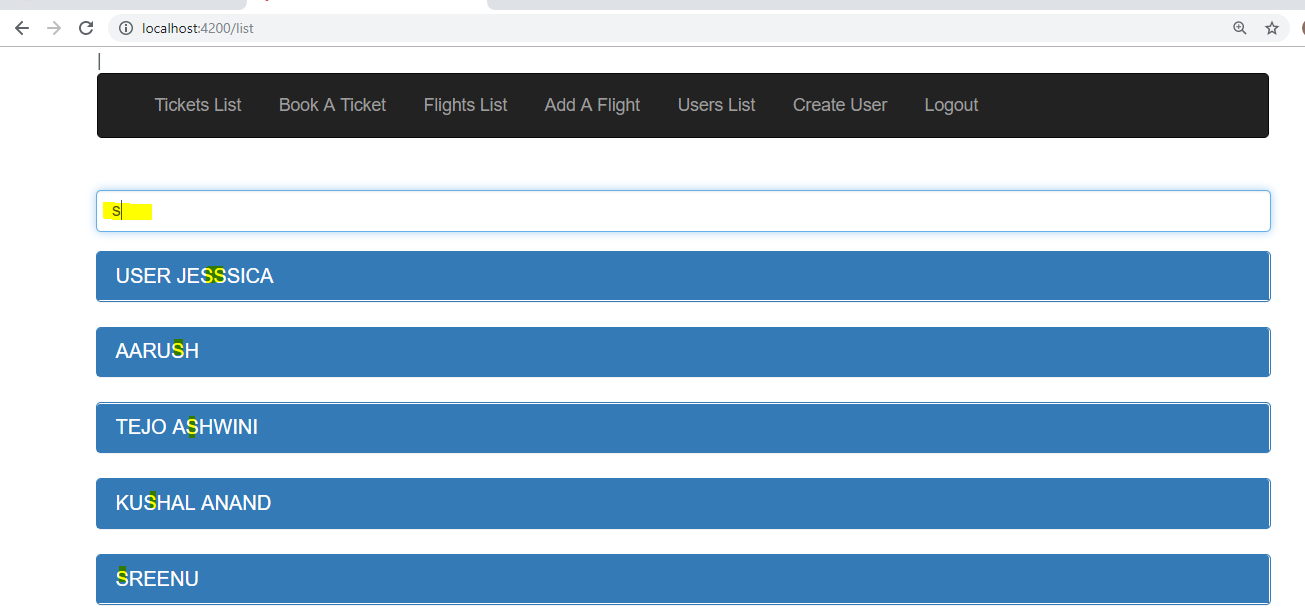 localhost:4200/list
Tickets List Book A Ticket Flights List Add A Flight Users List Create User Logout
s
USER JESSSICA
AARUSH
TEJO ASHWINI
KUSHAL ANAND
SREENU